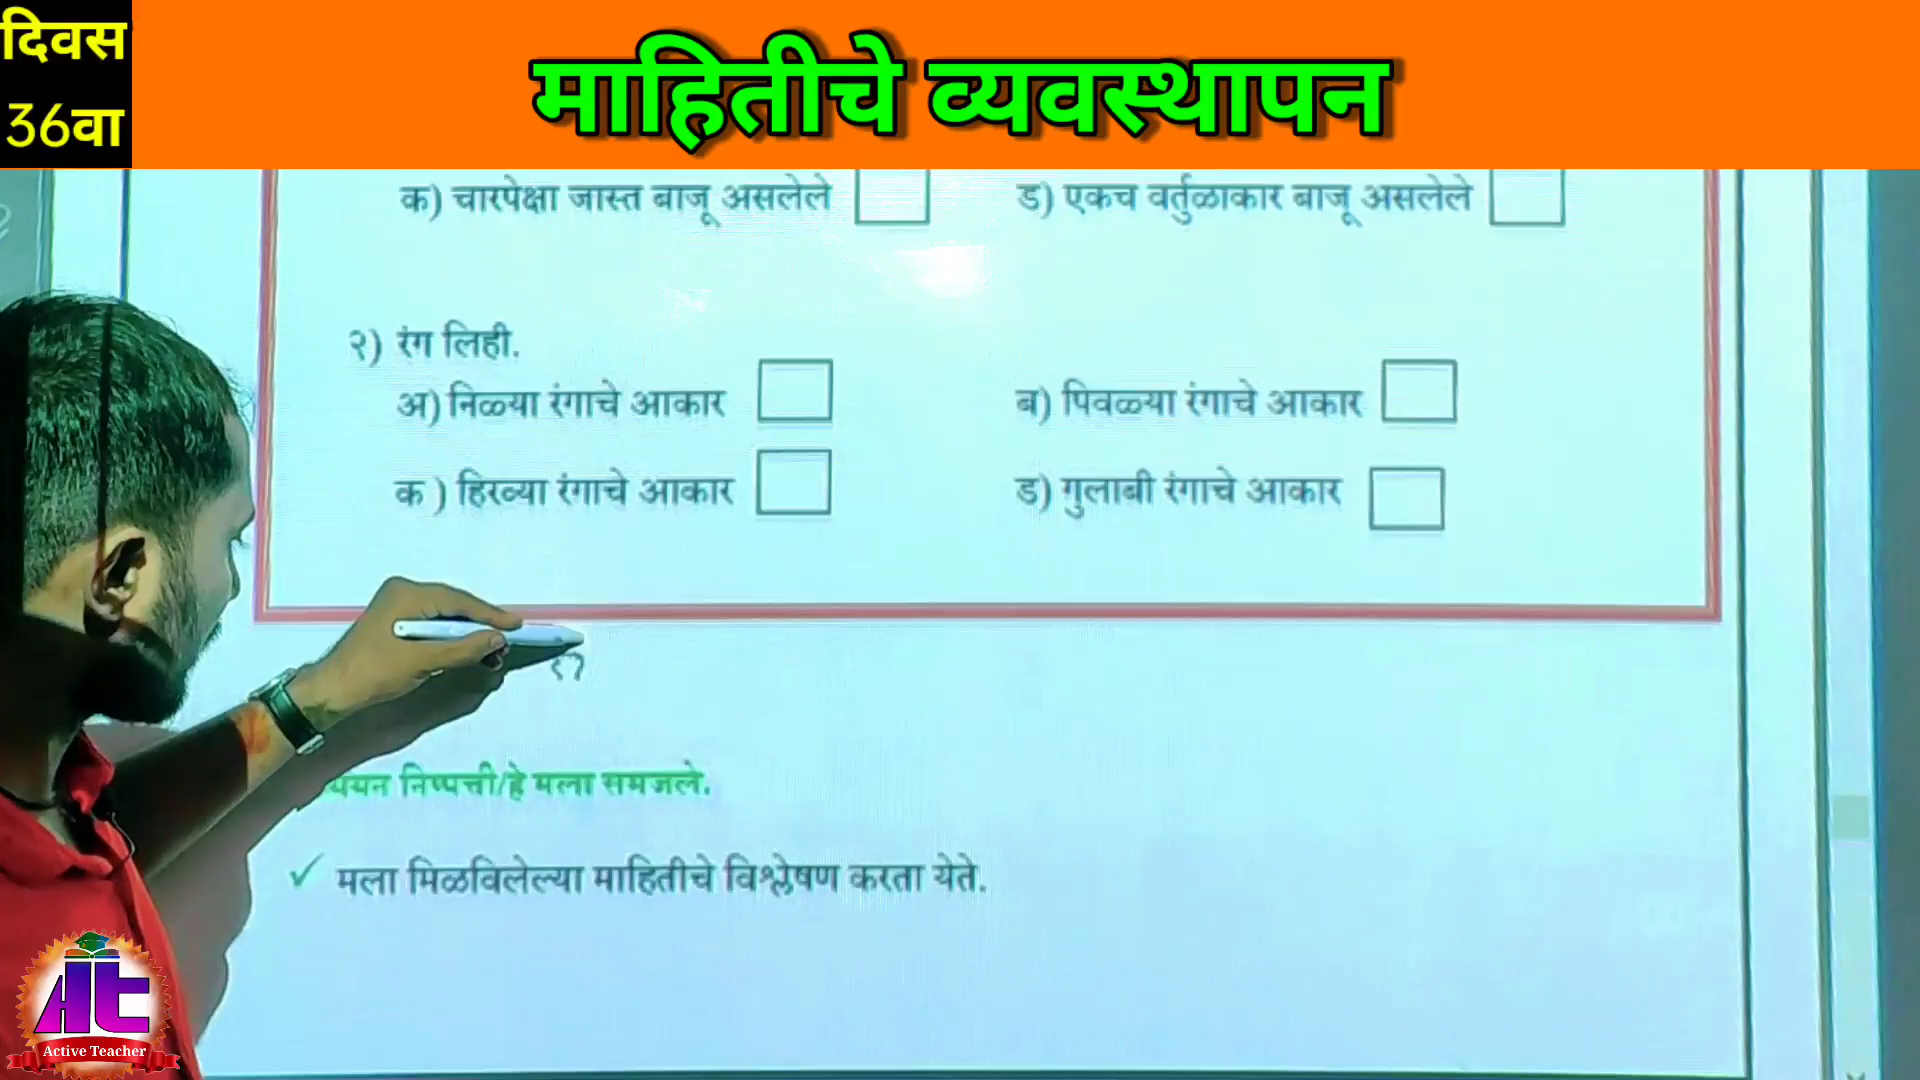 दिवस
36वा
माहितीचे व्यवस्थापन
क) चारपेक्षा जास्त बाजू असलेले
ड) एकच वर्तुळाकार बाजू असलेले
२) रंग लिही.
अ) निळ्या रंगाचे आकार
ब) पिवळ्या रंगाचे आकार
क ) हिरव्या रंगाचे आकार
ड) गुलाबी रंगाचे आकार
निष्पत्ती/हे मला समजले.
✓ मला मिळविलेल्या माहितीचे विश्लेषण करता येते.
At
Active Teacher